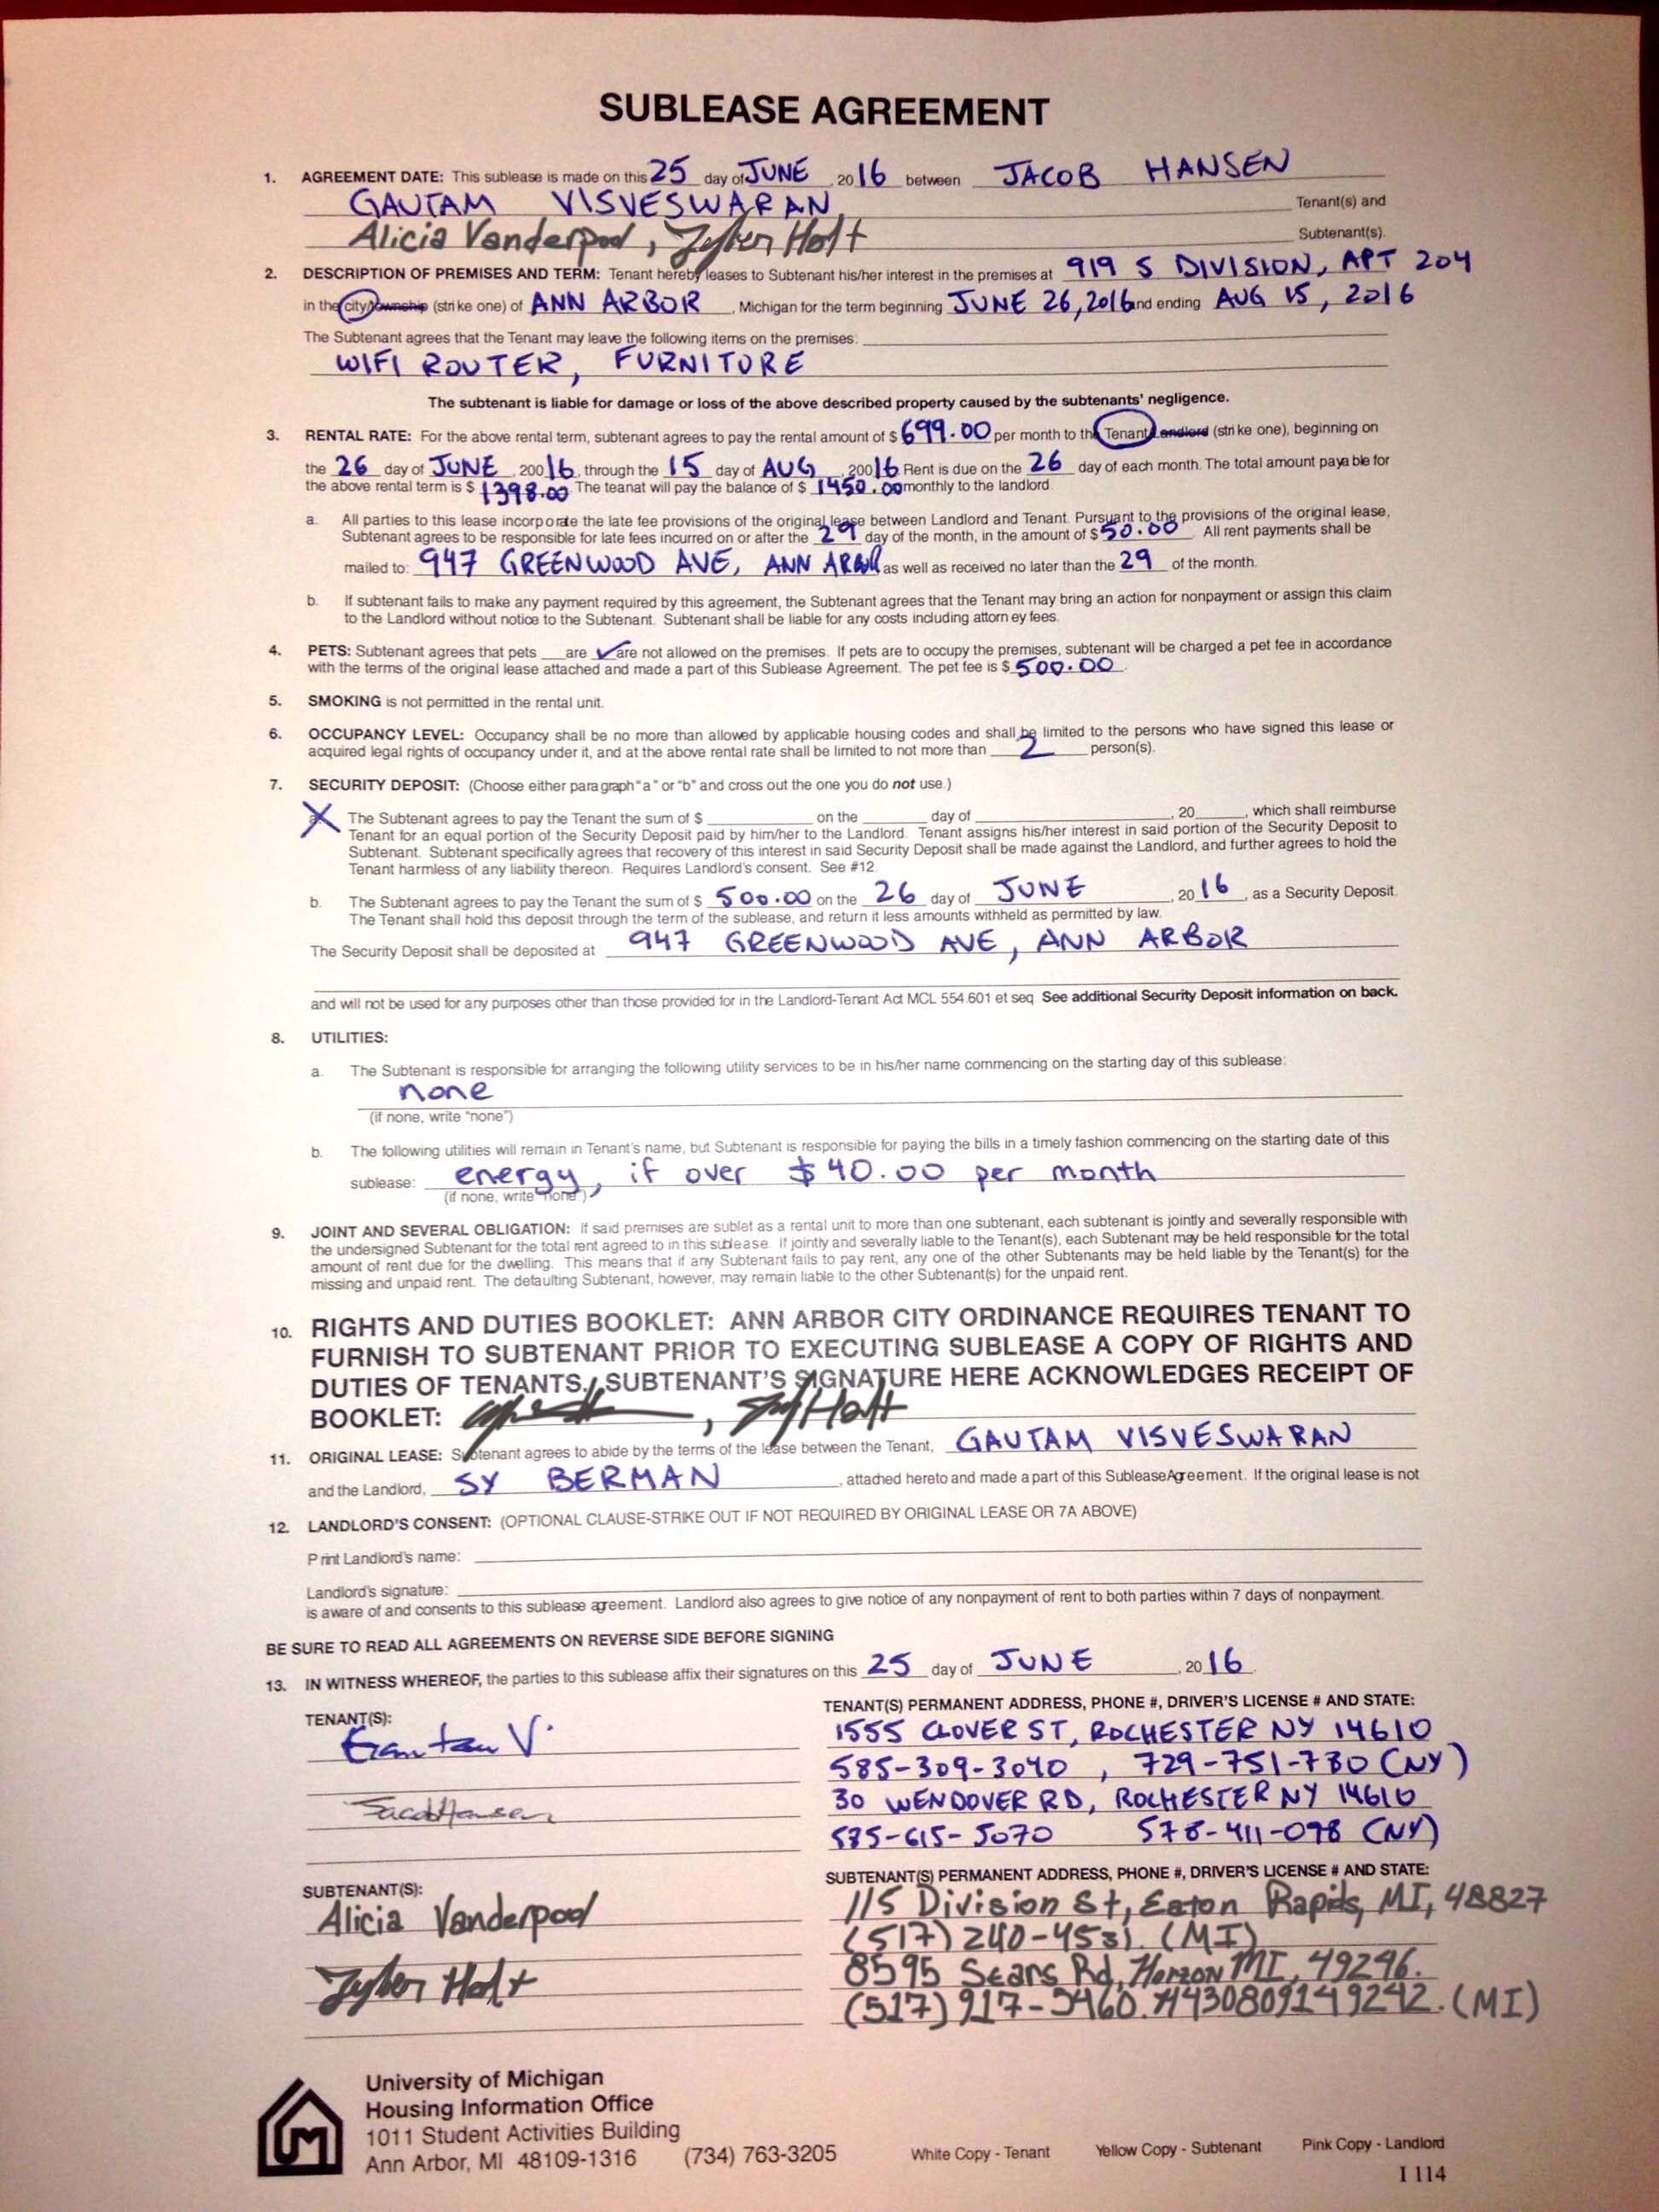 SUBLEASE AGREEMENT
1. AGREEMENT DATE: This sublease is made on this 25 day of JUNE, 2016 between JACOB HANSEN
GAUTAM VISVESWARAN Tenant(s) and
Alicia Vanderpool, Tyler Holt Subtenant(s).
2. DESCRIPTION OF PREMISES AND TERM: Tenant hereby leases to Subtenant his/her interest in the premises at 919 S DIVISION, APT 204
in the city/township (strike one) of ANN ARBOR, Michigan for the term beginning JUNE 26, 2016 and ending AUG 15, 2016
The Subtenant agrees that the Tenant may leave the following items on the premises:
WIFI ROUTER, FURNITURE
The subtenant is liable for damage or loss of the above described property caused by the subtenants' negligence.
3. RENTAL RATE: For the above rental term, subtenant agrees to pay the rental amount of $ 699.00 per month to the Tenant/Landlord (strike one), beginning on
the 26 day of JUNE, 20016, through the 15 day of AUG, 20016. Rent is due on the 26 day of each month. The total amount payable for
the above rental term is $ 1398.00 The teanat will pay the balance of $ 1450.00 monthly to the landlord.
a. All parties to this lease incorporate the late fee provisions of the original lease between Landlord and Tenant. Pursuant to the provisions of the original lease,
Subtenant agrees to be responsible for late fees incurred on or after the 29 day of the month, in the amount of $ 50.00. All rent payments shall be
mailed to: 947 GREENWOOD AVE, ANN ARBOR as well as received no later than the 29 of the month.
b. If subtenant fails to make any payment required by this agreement, the Subtenant agrees that the Tenant may bring an action for nonpayment or assign this claim
to the Landlord without notice to the Subtenant. Subtenant shall be liable for any costs including attorney fees.
4. PETS: Subtenant agrees that pets ___are ✓are not allowed on the premises. If pets are to occupy the premises, subtenant will be charged a pet fee in accordance
with the terms of the original lease attached and made a part of this Sublease Agreement. The pet fee is $ 500.00.
5. SMOKING is not permitted in the rental unit.
6. OCCUPANCY LEVEL: Occupancy shall be no more than allowed by applicable housing codes and shall be limited to the persons who have signed this lease or
acquired legal rights of occupancy under it, and at the above rental rate shall be limited to not more than 2 person(s).
7. SECURITY DEPOSIT: (Choose either paragraph "a" or "b" and cross out the one you do not use.)
a. The Subtenant agrees to pay the Tenant the sum of $ ______ on the ______ day of ______, 20____, which shall reimburse
Tenant for an equal portion of the Security Deposit paid by him/her to the Landlord. Tenant assigns his/her interest in said portion of the Security Deposit to
Subtenant. Subtenant specifically agrees that recovery of this interest in said Security Deposit shall be made against the Landlord, and further agrees to hold the
Tenant harmless of any liability thereon. Requires Landlord's consent. See #12.
b. The Subtenant agrees to pay the Tenant the sum of $ 500.00 on the 26 day of JUNE, 2016, as a Security Deposit.
The Tenant shall hold this deposit through the term of the sublease, and return it less amounts withheld as permitted by law.
The Security Deposit shall be deposited at 947 GREENWOOD AVE, ANN ARBOR
and will not be used for any purposes other than those provided for in the Landlord-Tenant Act MCL 554.601 et seq See additional Security Deposit information on back.
8. UTILITIES:
a. The Subtenant is responsible for arranging the following utility services to be in his/her name commencing on the starting day of this sublease:
none
(if none, write "none")
b. The following utilities will remain in Tenant's name, but Subtenant is responsible for paying the bills in a timely fashion commencing on the starting date of this
sublease: energy, if over $40.00 per month
(if none, write "none")
9. JOINT AND SEVERAL OBLIGATION: If said premises are sublet as a rental unit to more than one subtenant, each subtenant is jointly and severally responsible with
the undersigned Subtenant for the total rent agreed to in this sublease. If jointly and severally liable to the Tenant(s), each Subtenant may be held responsible for the total
amount of rent due for the dwelling. This means that if any Subtenant fails to pay rent, any one of the other Subtenants may be held liable by the Tenant(s) for the
missing and unpaid rent. The defaulting Subtenant, however, may remain liable to the other Subtenant(s) for the unpaid rent.
10. RIGHTS AND DUTIES BOOKLET: ANN ARBOR CITY ORDINANCE REQUIRES TENANT TO
FURNISH TO SUBTENANT PRIOR TO EXECUTING SUBLEASE A COPY OF RIGHTS AND
DUTIES OF TENANTS. SUBTENANT'S SIGNATURE HERE ACKNOWLEDGES RECEIPT OF
BOOKLET: , Holt
11. ORIGINAL LEASE: Subtenant agrees to abide by the terms of the lease between the Tenant, GAUTAM VISVESWARAN
and the Landlord, SY BERMAN, attached hereto and made a part of this SubleaseAgreement. If the original lease is not
12. LANDLORD'S CONSENT: (OPTIONAL CLAUSE-STRIKE OUT IF NOT REQUIRED BY ORIGINAL LEASE OR 7A ABOVE)
Print Landlord's name:
Landlord's signature:
is aware of and consents to this sublease agreement. Landlord also agrees to give notice of any nonpayment of rent to both parties within 7 days of nonpayment.
BE SURE TO READ ALL AGREEMENTS ON REVERSE SIDE BEFORE SIGNING
13. IN WITNESS WHEREOF, the parties to this sublease affix their signatures on this 25 day of JUNE, 2016.
TENANT(S): TENANT(S) PERMANENT ADDRESS, PHONE #, DRIVER'S LICENSE # AND STATE:
Gautam V. 1555 CLOVER ST, ROCHESTER NY 14610
585-309-3040, 729-751-730 (NY)
Jacob Hansen 30 WENDOVER RD, ROCHESTER NY 14610
585-615-5070 578-411-098 (NY)
SUBTENANT(S): SUBTENANT(S) PERMANENT ADDRESS, PHONE #, DRIVER'S LICENSE # AND STATE:
Alicia Vanderpool 115 Division St, Eaton Rapids, MI, 48827
(517) 240-4531. (MI)
Tyler Holt 8595 Sears Rd, Horton MI, 49246.
(517) 917-5460. H430809149242. (MI)
University of Michigan
Housing Information Office
1011 Student Activities Building
Ann Arbor, MI 48109-1316 (734) 763-3205 White Copy - Tenant Yellow Copy - Subtenant Pink Copy - Landlord
I 114